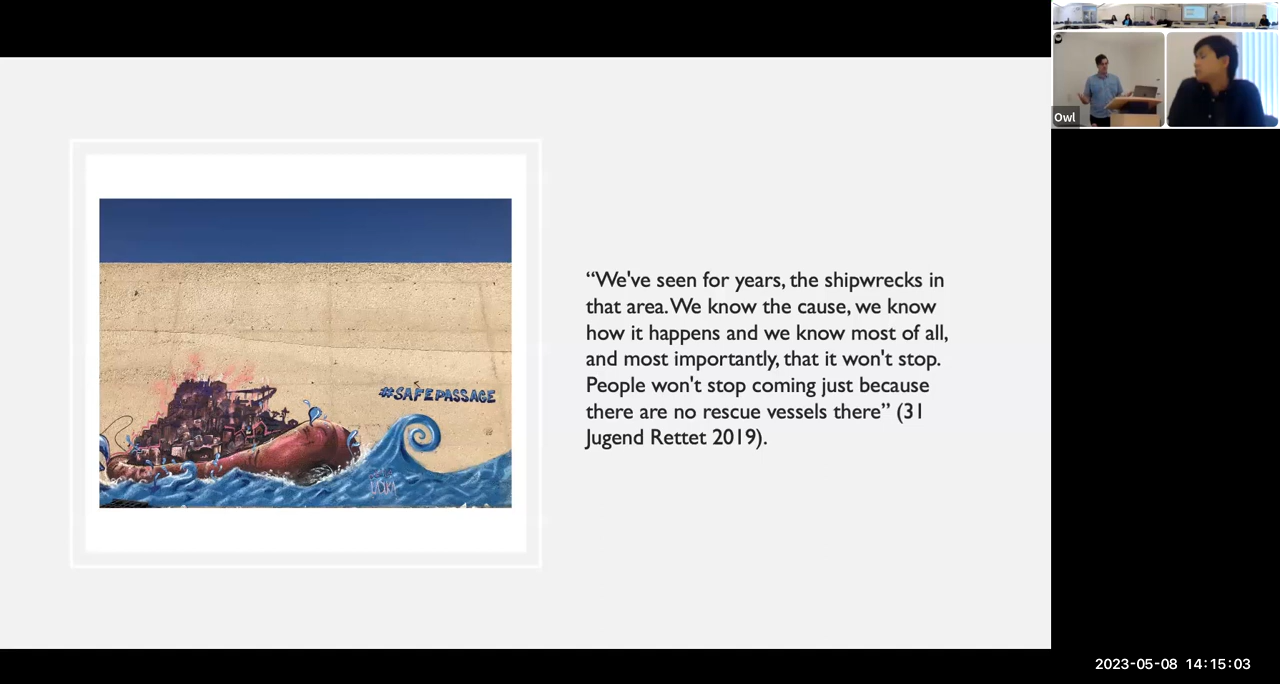 #SAFEPASSAGE
“We've seen for years, the shipwrecks in
that area. We know the cause, we know
how it happens and we know most of all,
and most importantly, that it won't stop.
People won't stop coming just because
there are no rescue vessels there” (31
Jugend Rettet 2019).
Owl
2023-05-08 14:15:03